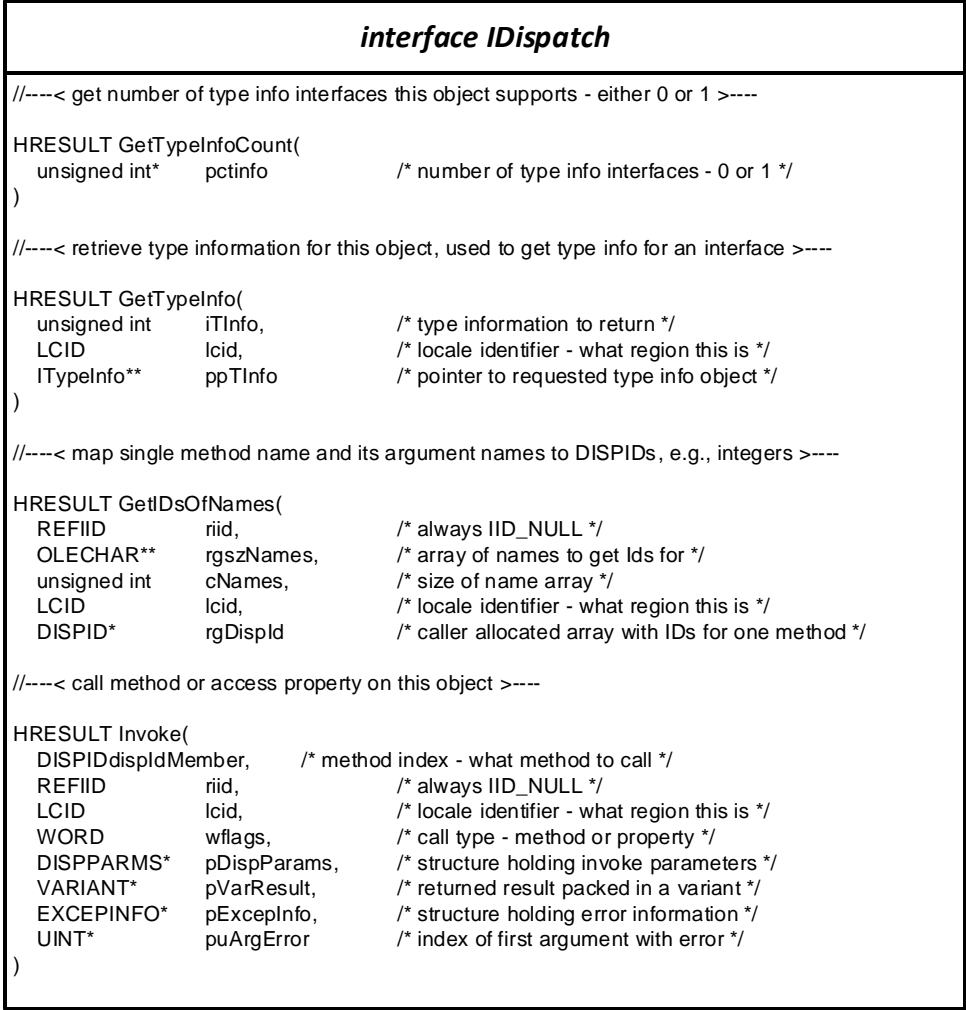 interface IDispatch
//----< get number of type info interfaces this object supports - either 0 or 1 >----
HRESULT GetTypeInfoCount(
unsigned int* pctinfo /* number of type info interfaces - 0 or 1 */
)
//----< retrieve type information for this object, used to get type info for an interface >----
HRESULT GetTypeInfo(
unsigned int iTInfo, /* type information to return */
LCID lcid, /* locale identifier - what region this is */
ITypeInfo** ppTInfo /* pointer to requested type info object */
)
//----< map single method name and its argument names to DISPIDs, e.g., integers >----
HRESULT GetIDsOfNames(
REFIID riid, /* always IID_NULL */
OLECHAR** rgszNames, /* array of names to get Ids for */
unsigned int cNames, /* size of name array */
LCID lcid, /* locale identifier - what region this is */
DISPID* rgDispId /* caller allocated array with IDs for one method */
//----< call method or access property on this object >----
HRESULT Invoke(
DISPIDdispIdMember, /* method index - what method to call */
REFIID riid, /* always IID_NULL */
LCID lcid, /* locale identifier - what region this is */
WORD wflags, /* call type - method or property */
DISPPARMS* pDispParams, /* structure holding invoke parameters */
VARIANT* pVarResult, /* returned result packed in a variant */
EXCEPINFO* pExcepInfo, /* structure holding error information */
UINT* puArgError /* index of first argument with error */
)